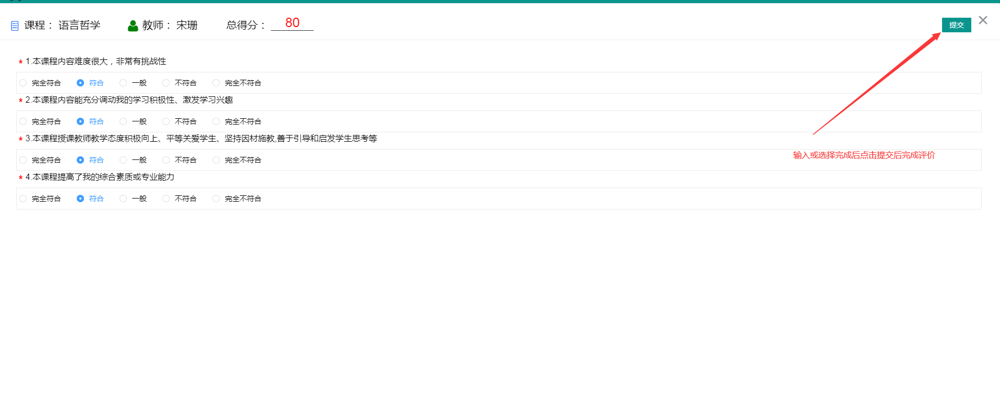 课程： 语言哲学 教师： 宋珊 总得分： 80 提交
* 1.本课程内容难度很大，非常有挑战性
完全符合 符合 一般 不符合 完全不符合
* 2.本课程内容能充分调动我的学习积极性、激发学习兴趣
完全符合 符合 一般 不符合 完全不符合
* 3.本课程授课教师教学态度积极向上、平等关爱学生、坚持因材施教,善于引导和启发学生思考等
完全符合 符合 一般 不符合 完全不符合
输入或选择完成后点击提交后完成评价
* 4.本课程提高了我的综合素质或专业能力
完全符合 符合 一般 不符合 完全不符合